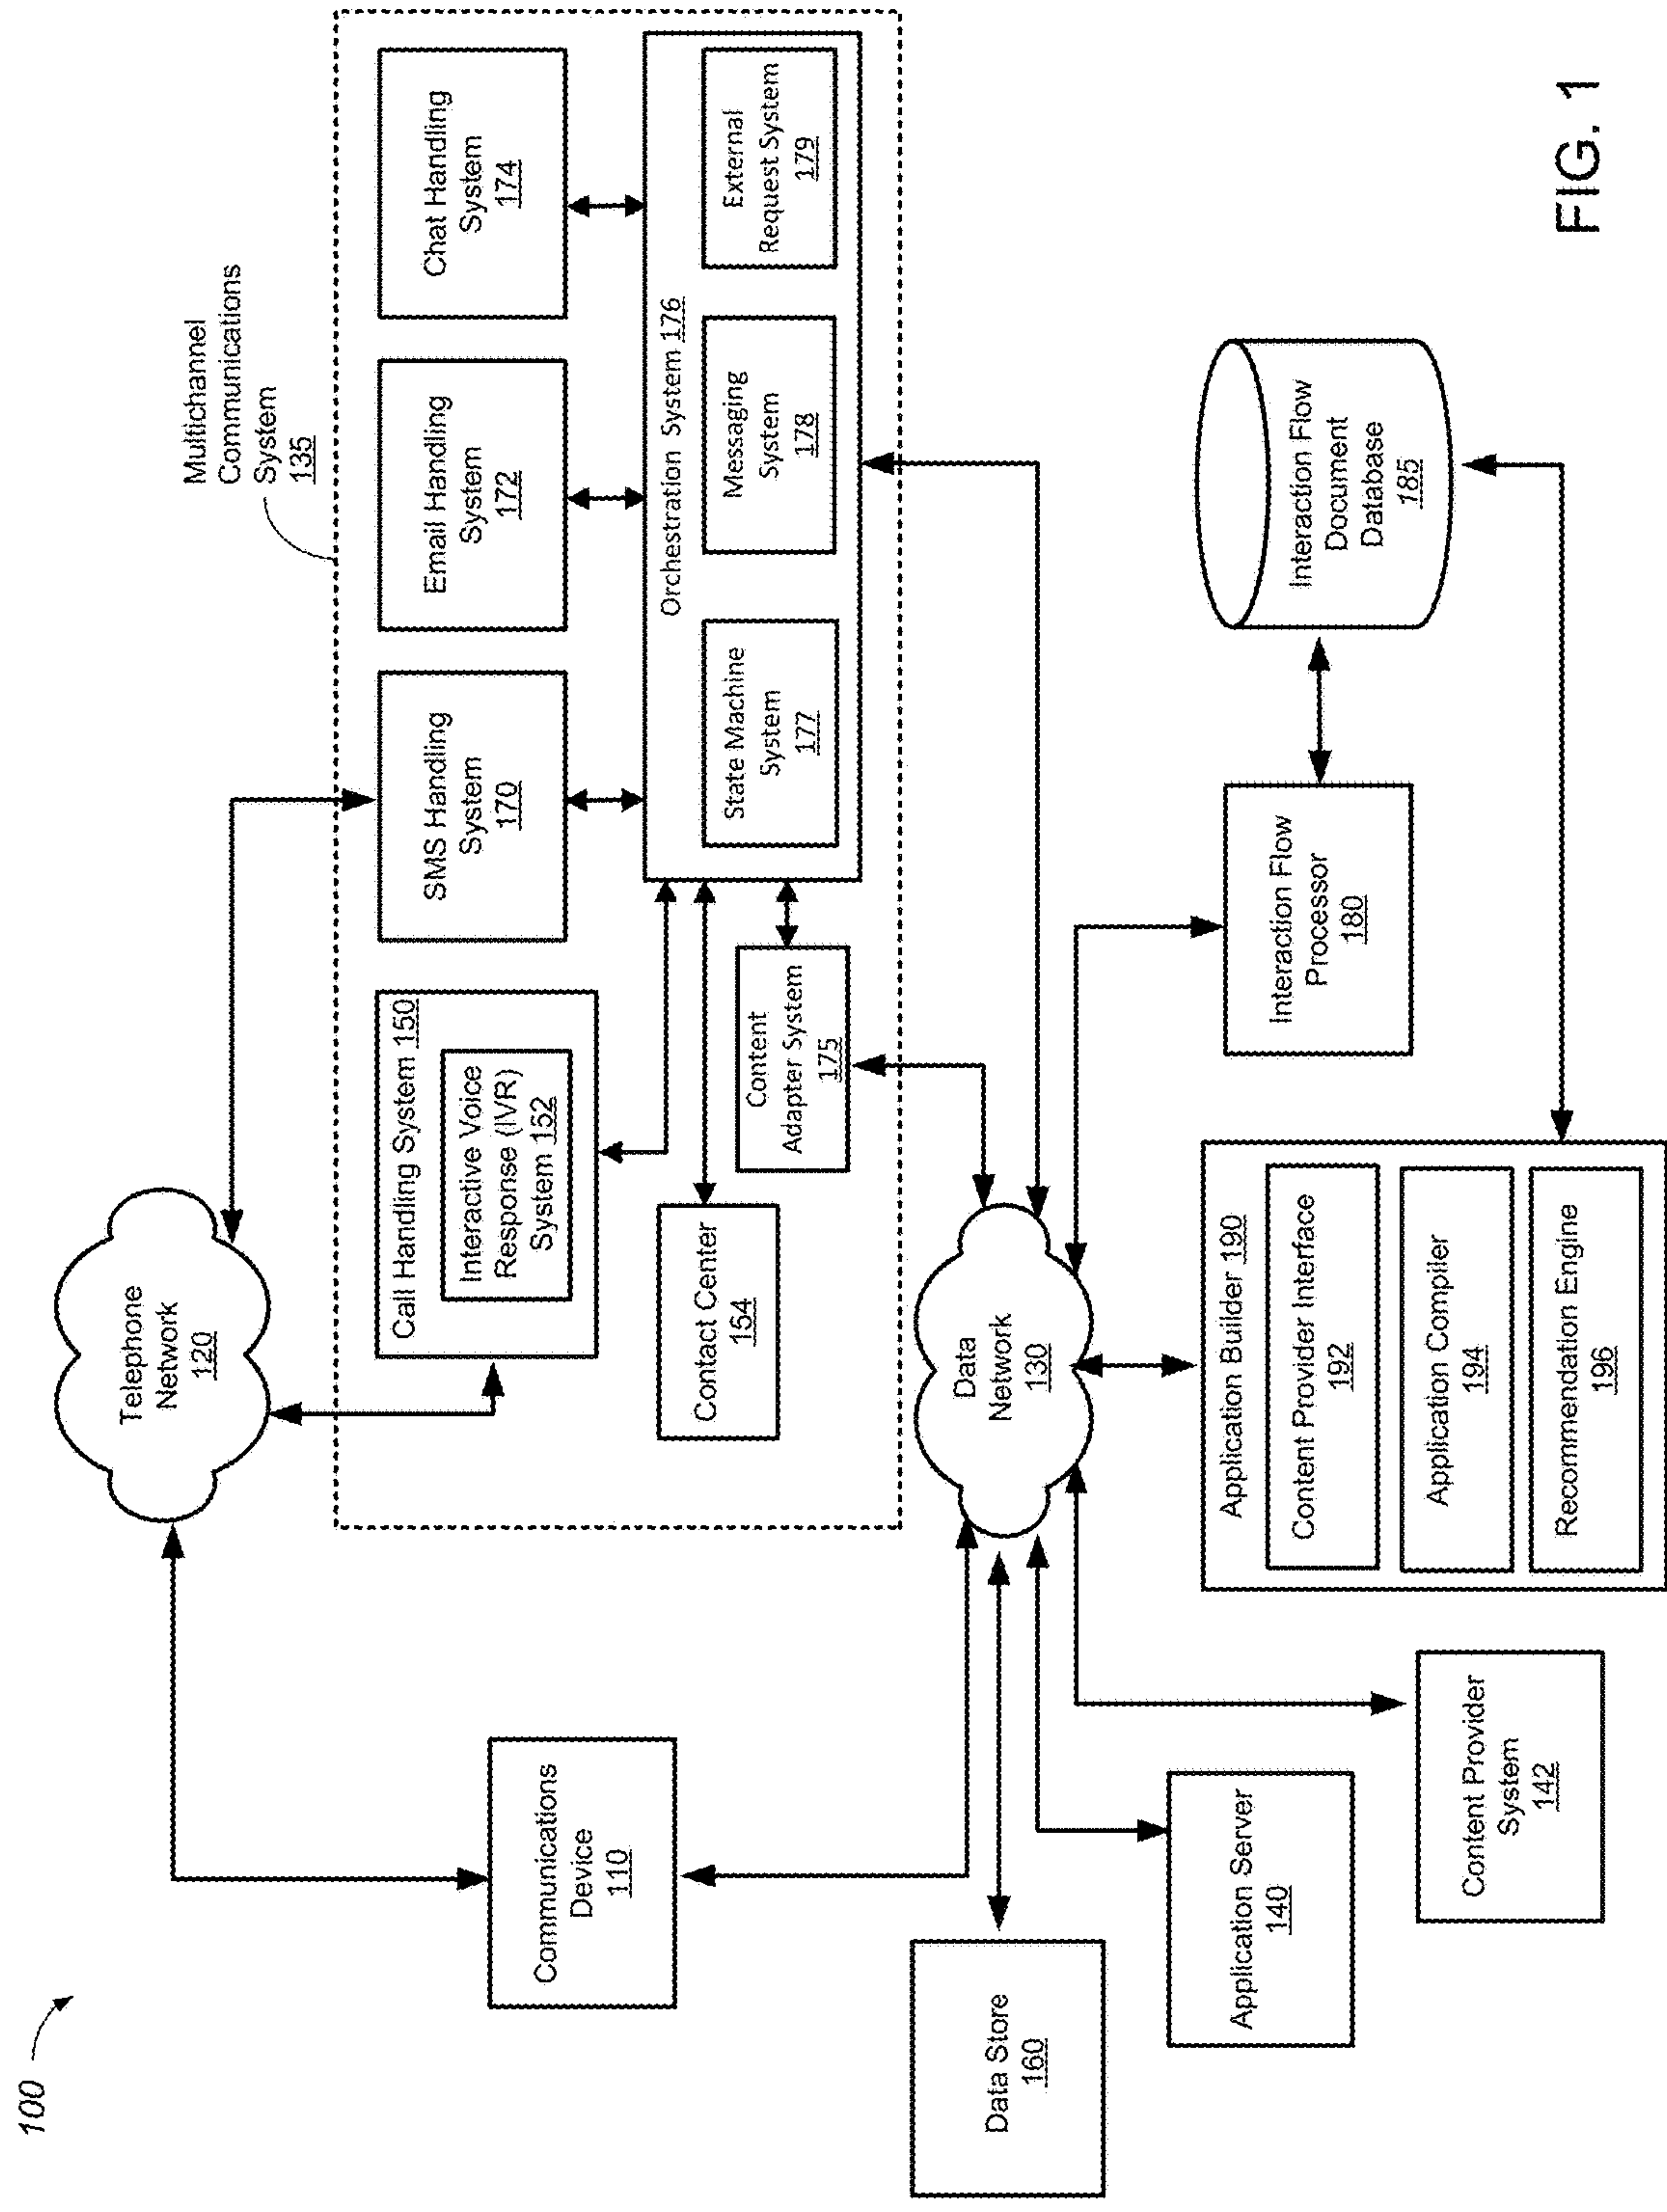 100
Telephone
Network
120
Multichannel
Communications
System
135
Communications
Device
110
Call Handling System 150
Interactive Voice
Response (IVR)
System 152
SMS Handling
System
170
Email Handling
System
172
Chat Handling
System
174
Contact Center
154
Content
Adapter System
175
Orchestration System 176
State Machine
System
177
Messaging
System
178
External
Request System
179
Data Store
160
Data
Network
130
Application Server
140
Content Provider
System
142
Application Builder 190
Content Provider Interface
192
Application Compiler
194
Recommendation Engine
196
Interaction Flow
Processor
180
Interaction Flow
Document
Database
185
FIG. 1